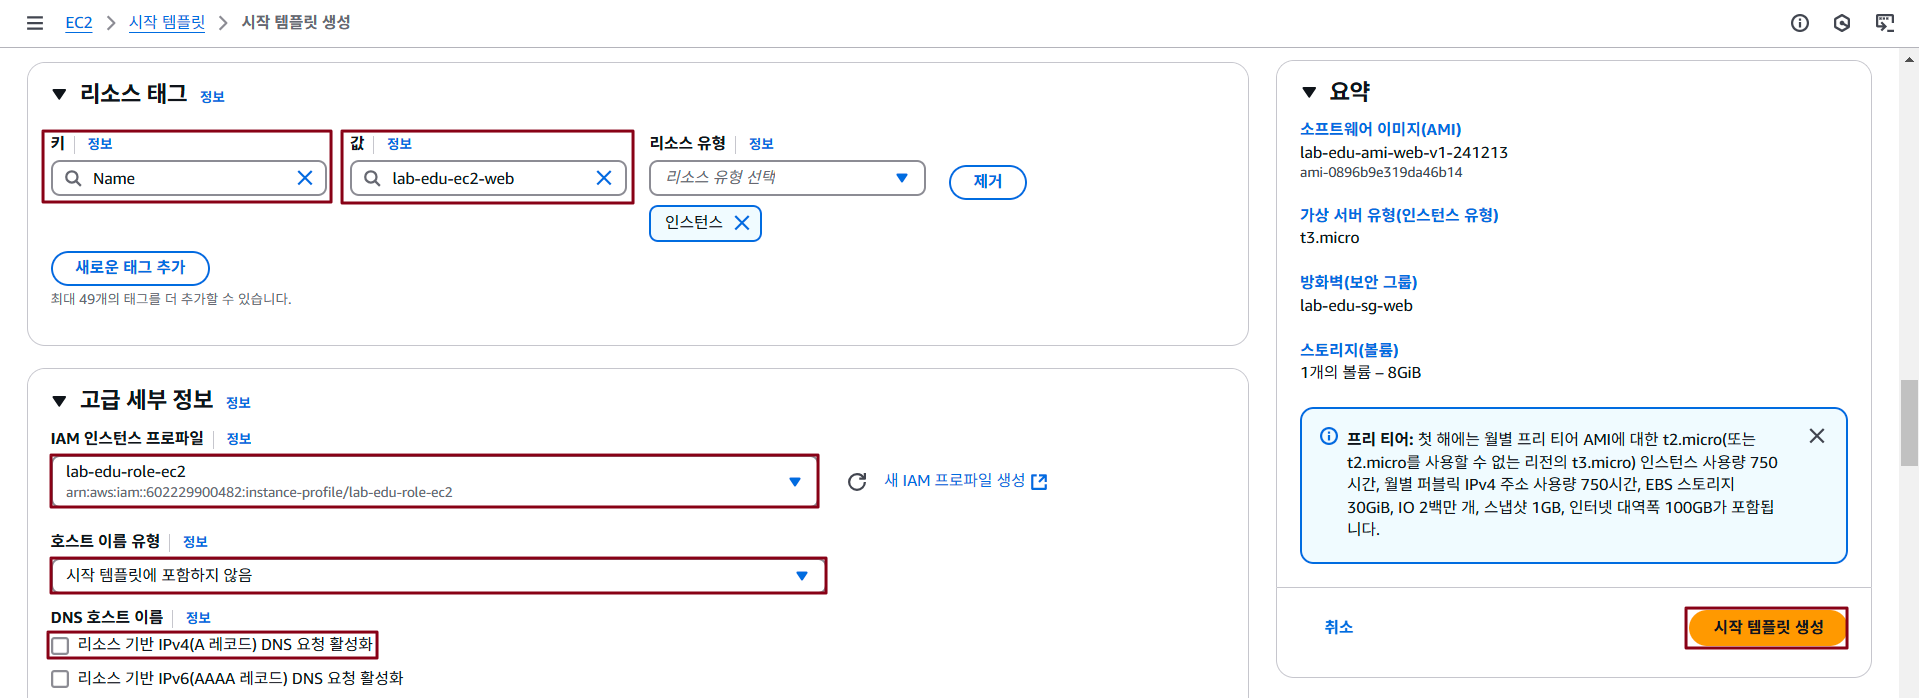 EC2 > 시작 템플릿 > 시작 템플릿 생성
리소스 태그 정보
키 정보
Name
값 정보
lab-edu-ec2-web
리소스 유형 정보
리소스 유형 선택
인스턴스
제거
새로운 태그 추가
최대 49개의 태그를 더 추가할 수 있습니다.
고급 세부 정보 정보
IAM 인스턴스 프로파일 정보
lab-edu-role-ec2
arn:aws:iam::602229900482:instance-profile/lab-edu-role-ec2
새 IAM 프로파일 생성
호스트 이름 유형 정보
시작 템플릿에 포함하지 않음
DNS 호스트 이름 정보
리소스 기반 IPv4(A 레코드) DNS 요청 활성화
리소스 기반 IPv6(AAAA 레코드) DNS 요청 활성화
요약
소프트웨어 이미지(AMI)
lab-edu-ami-web-v1-241213
ami-0896b9e319da46b14
가상 서버 유형(인스턴스 유형)
t3.micro
방화벽(보안 그룹)
lab-edu-sg-web
스토리지(볼륨)
1개의 볼륨 – 8GiB
프리 티어: 첫 해에는 월별 프리 티어 AMI에 대한 t2.micro(또는
t2.micro를 사용할 수 없는 리전의 t3.micro) 인스턴스 사용량 750
시간, 월별 퍼블릭 IPv4 주소 사용량 750시간, EBS 스토리지
30GiB, IO 2백만 개, 스냅샷 1GB, 인터넷 대역폭 100GB가 포함됩
니다.
취소
시작 템플릿 생성